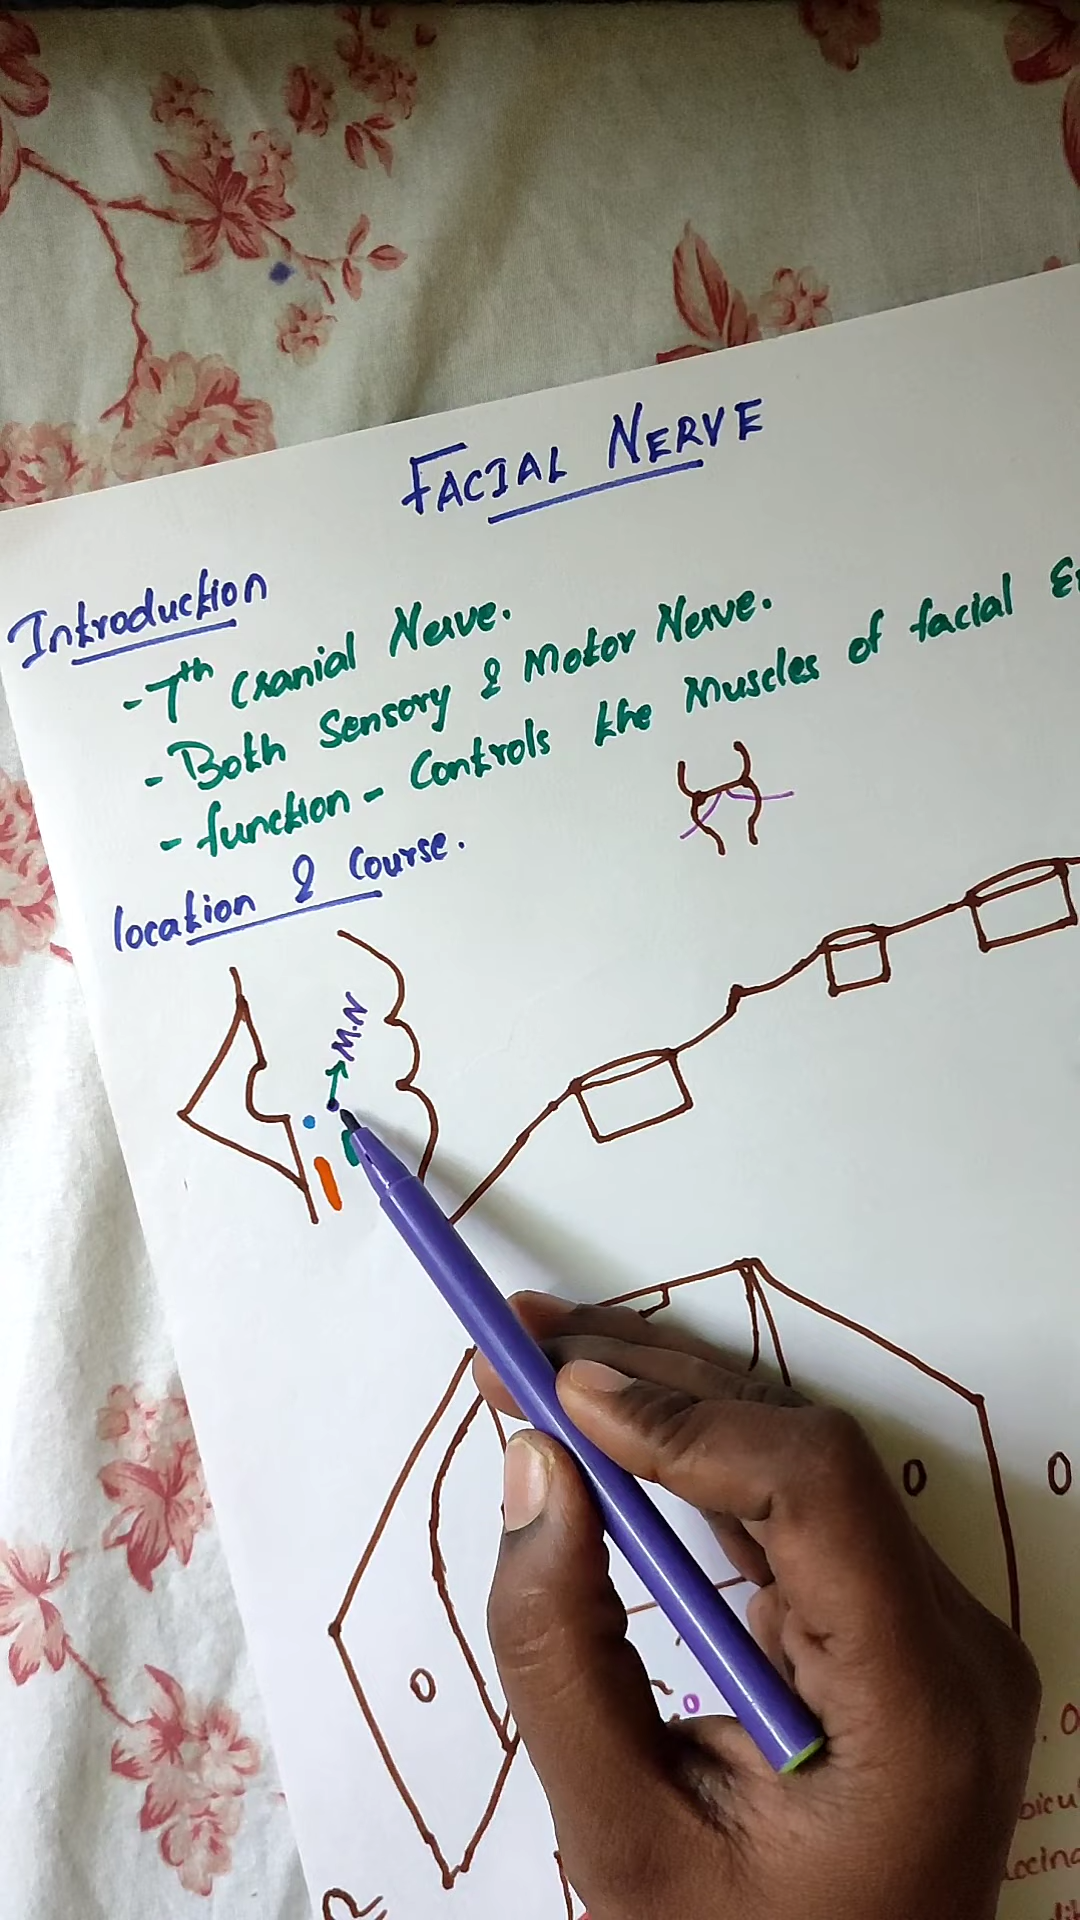 FACIAL NERVE
Introduction
- 7th Cranial Nerve.
- Both Sensory & Motor Nerve.
- function - Controls the Muscles of facial
location & Course.
M.N
O
O
O
o